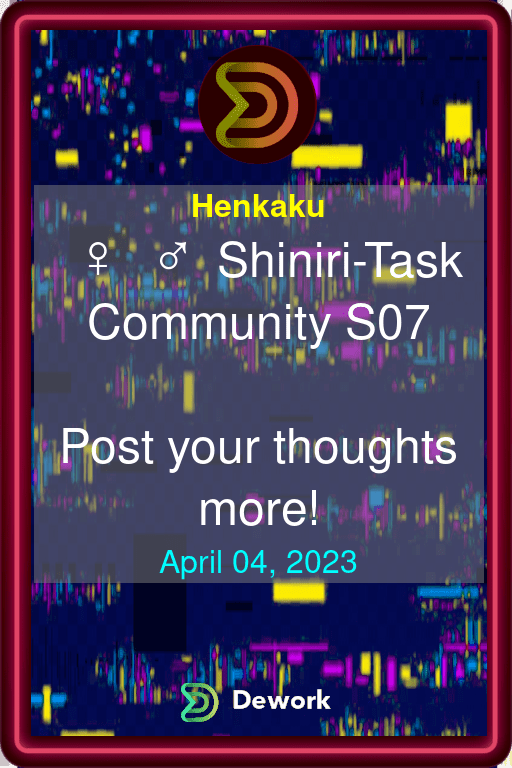 Henkaku
♀ ♂ Shiniri-Task
Community S07
Post your thoughts
more!
April 04, 2023
Dework